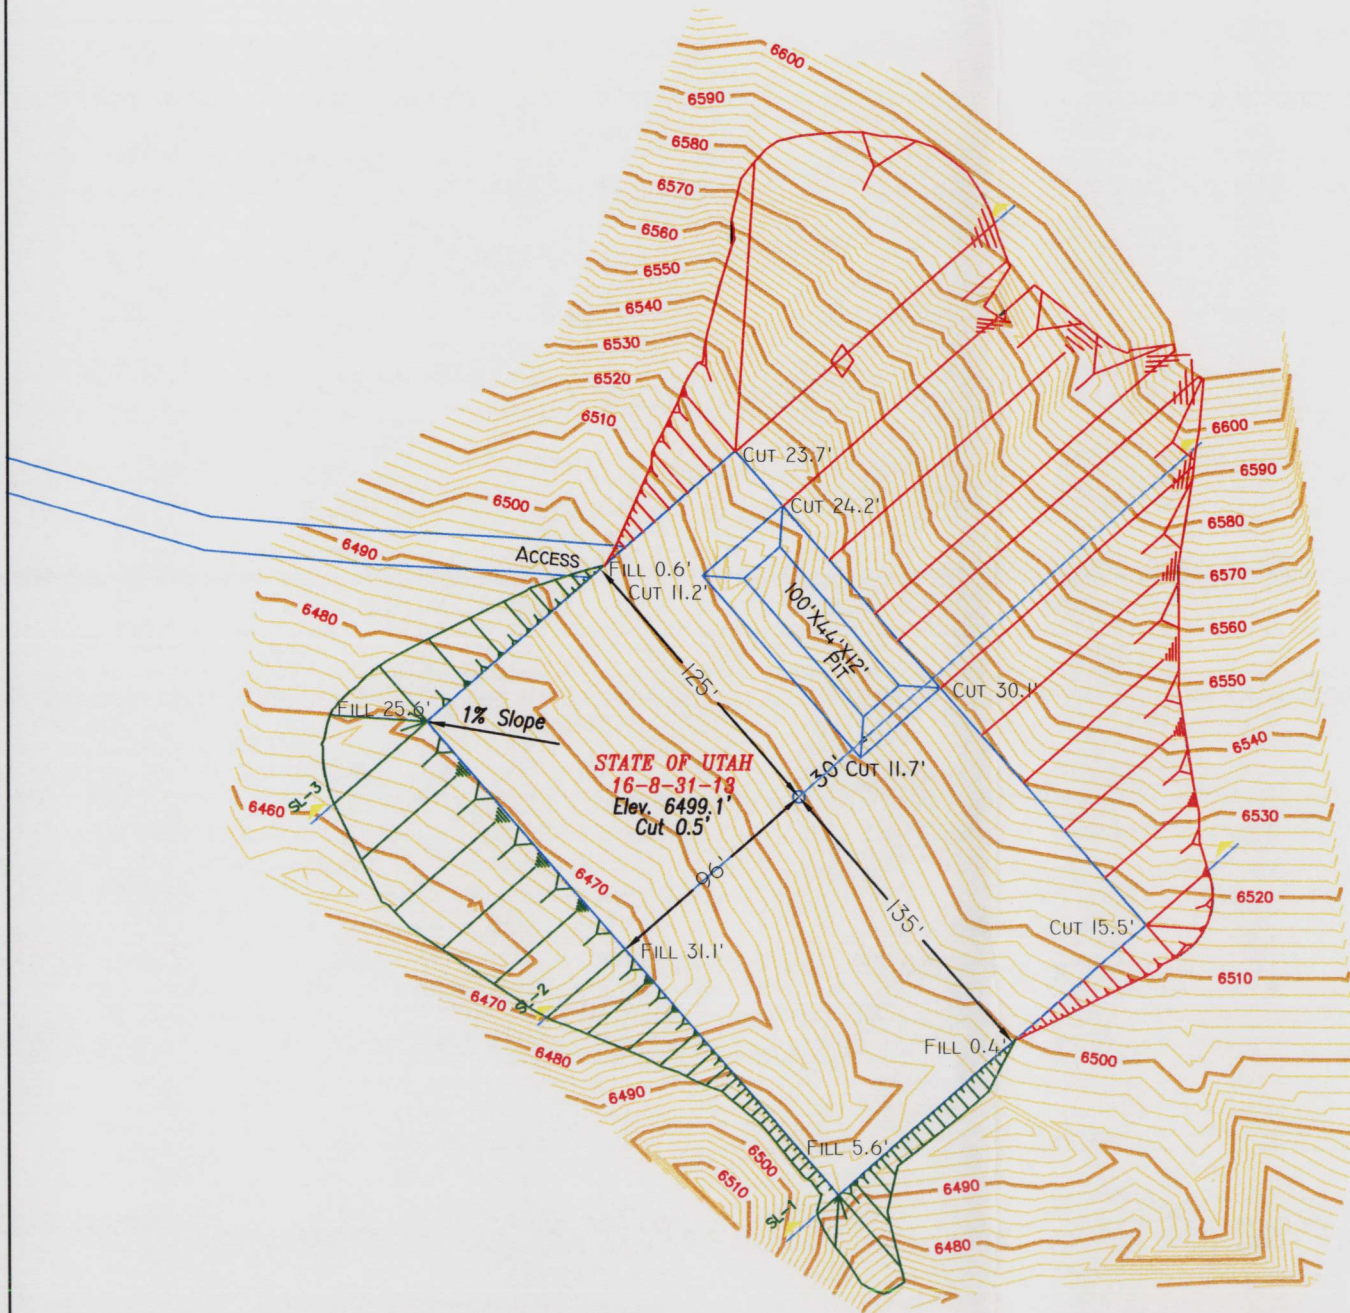 6600
6590
6580
6570
6560
6550
6540
6530
6520
6510
6500
6490
6480
6460
6600
6590
6580
6570
6560
6550
6540
6530
6520
6510
6500
6490
6480
6470
6470
6480
6490
6500
6510
ACCESS
CUT 23.7'
CUT 24.2'
FILL 0.6'
CUT 11.2'
100'X44'X12'
PIT
CUT 30.1'
125'
FILL 25.6'
1% Slope
STATE OF UTAH
16-8-31-13
Elev. 6499.1'
Cut 0.5'
30'
CUT 11.7'
96'
135'
CUT 15.5'
FILL 31.1'
FILL 0.4'
FILL 5.6'
SL-3
SL-2
SL-1